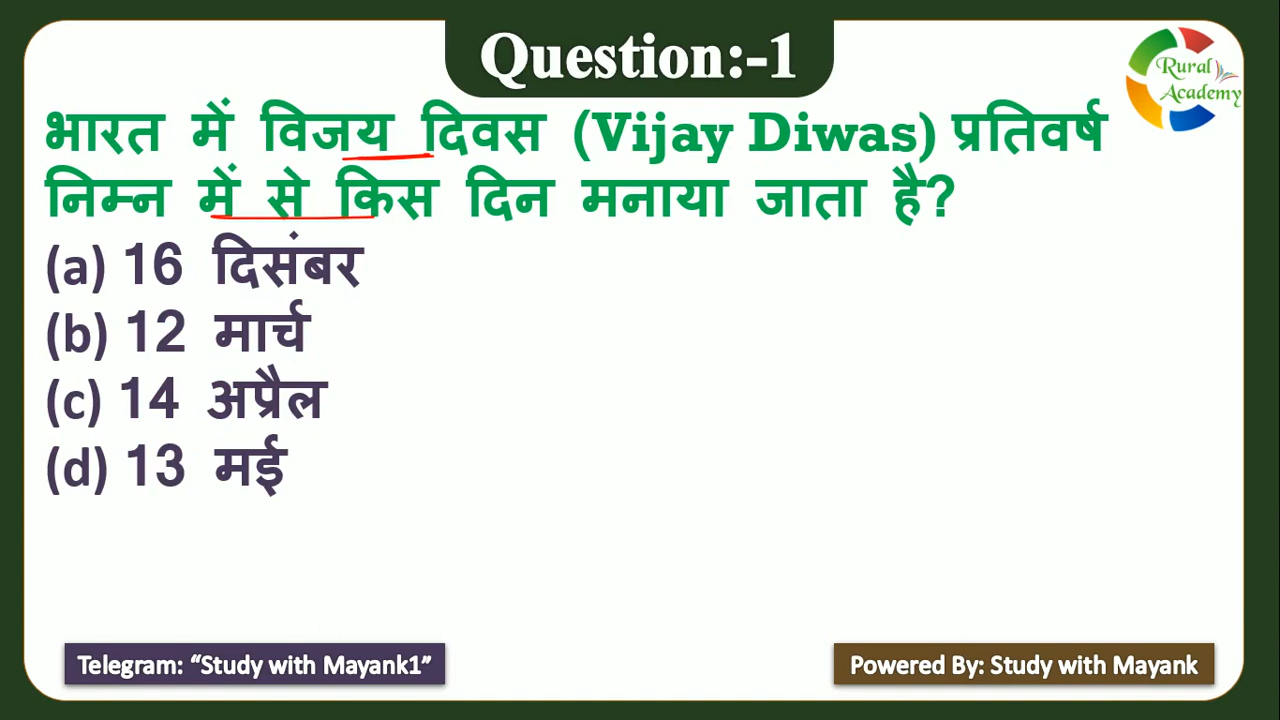 Question:-1
Rural
Academy
भारत में विजय दिवस (Vijay Diwas) प्रतिवर्ष
निम्न में से किस दिन मनाया जाता है?
(a) 16 दिसंबर
(b) 12 मार्च
(c) 14 अप्रैल
(d) 13 मई
Telegram: “Study with Mayank1”
Powered By: Study with Mayank